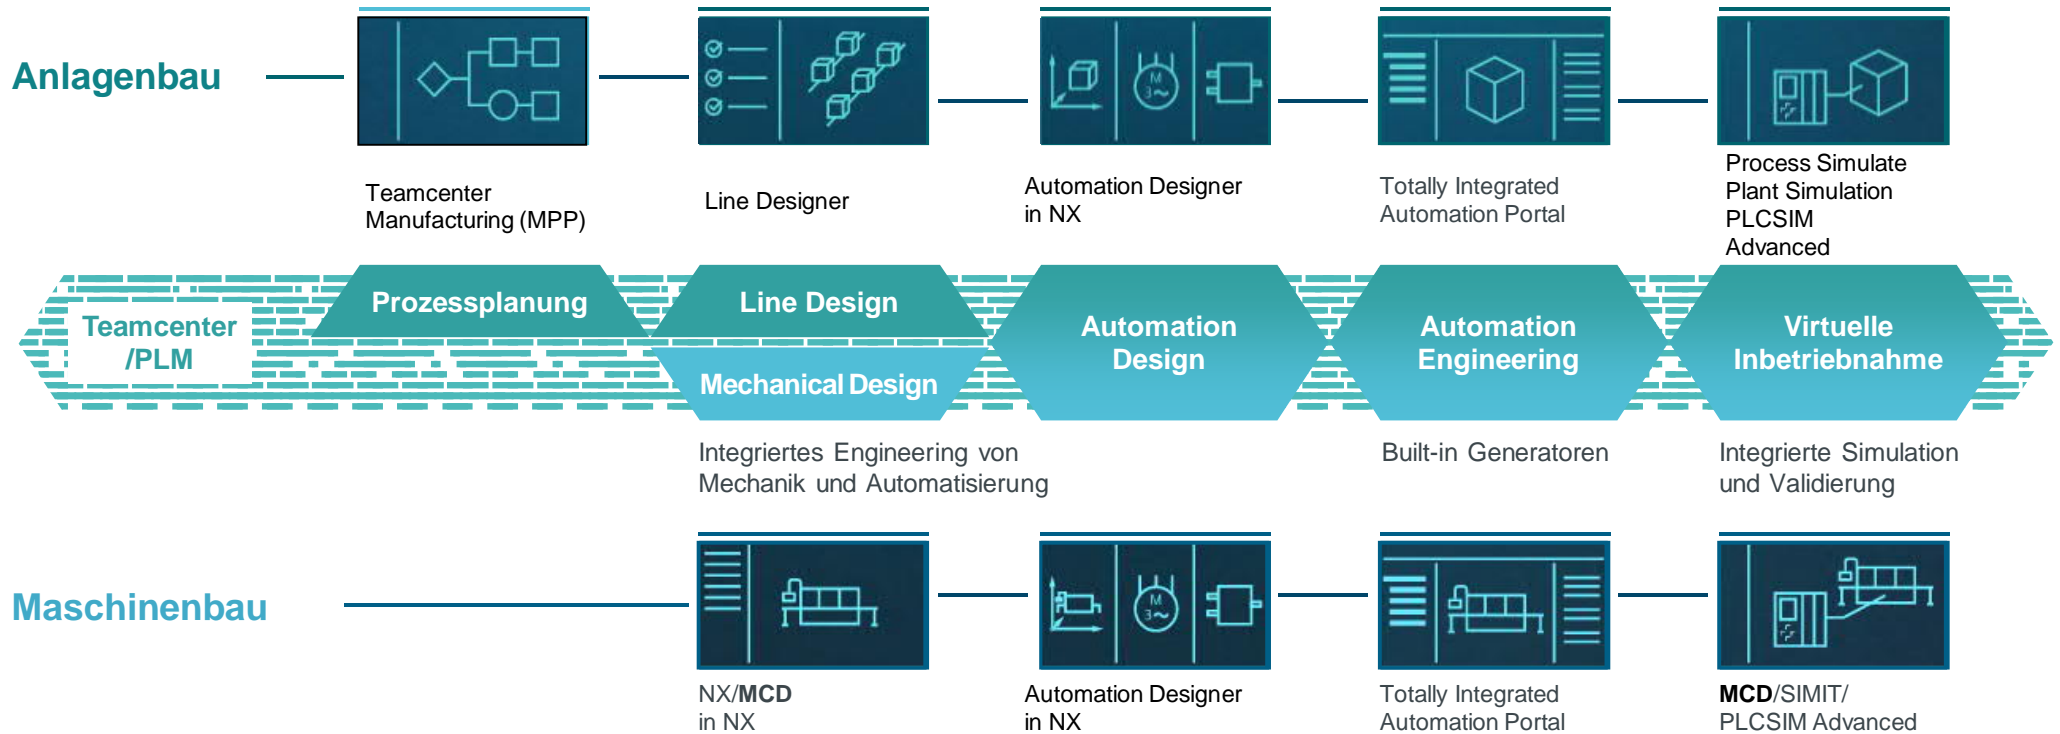 Anlagenbau
M
3~
Teamcenter
Manufacturing (MPP)
Line Designer
Automation Designer
in NX
Totally Integrated
Automation Portal
Process Simulate
Plant Simulation
PLCSIM
Advanced
Teamcenter
/PLM
Prozessplanung
Line Design
Mechanical Design
Automation
Design
Automation
Engineering
Virtuelle
Inbetriebnahme
Integriertes Engineering von
Mechanik und Automatisierung
Built-in Generatoren
Integrierte Simulation
und Validierung
Maschinenbau
M
3~
NX/MCD
in NX
Automation Designer
in NX
Totally Integrated
Automation Portal
MCD/SIMIT/
PLCSIM Advanced